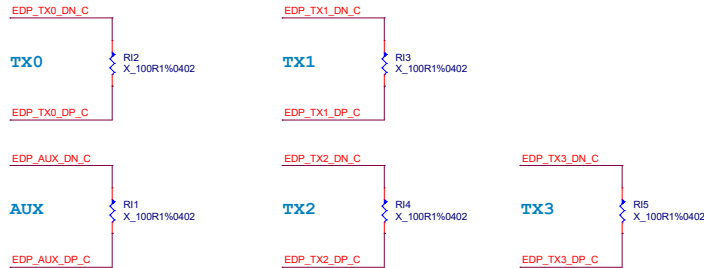 EDP_TX0_DN_C
TX0
RI2
X_100R1%0402
EDP_TX0_DP_C
EDP_TX1_DN_C
TX1
RI3
X_100R1%0402
EDP_TX1_DP_C
EDP_AUX_DN_C
AUX
RI1
X_100R1%0402
EDP_AUX_DP_C
EDP_TX2_DN_C
TX2
RI4
X_100R1%0402
EDP_TX2_DP_C
EDP_TX3_DN_C
TX3
RI5
X_100R1%0402
EDP_TX3_DP_C